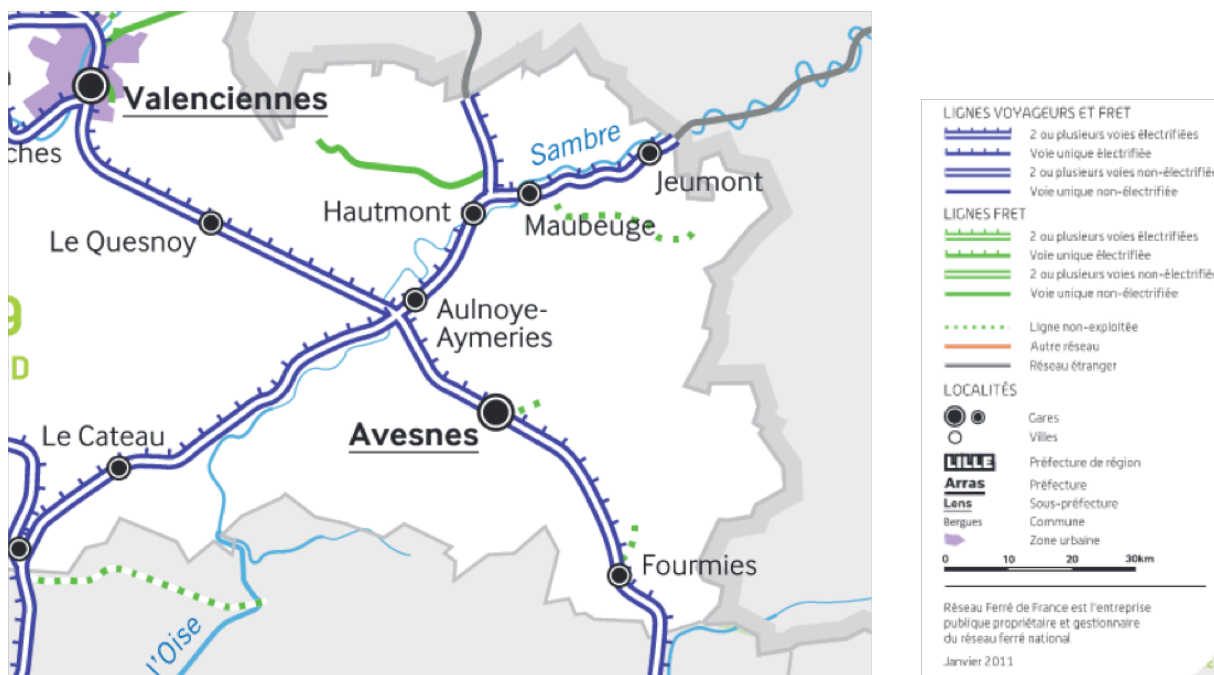 Valenciennes
ches
Sambre
Jeumont
Hautmont
Maubeuge
Le Quesnoy
Aulnoye-
Aymeries
D
Le Cateau
Avesnes
Fourmies
l'Oise
LIGNES VOYAGEURS ET FRET
2 ou plusieurs voies électrifiées
Voie unique électrifiée
2 ou plusieurs voies non-électrifiée
Voie unique non-électrifiée
LIGNES FRET
2 ou plusieurs voies électrifiées
Voie unique électrifiée
2 ou plusieurs voies non-électrifiée
Voie unique non-électrifiée
Ligne non-exploitée
Autre réseau
Réseau étranger
LOCALITÉS
Gares
Villes
LILLE Préfecture de région
Arras Préfecture
Lens Sous-préfecture
Bergues Commune
Zone urbaine
0 10 20 30km
Réseau Ferré de France est l'entreprise
publique propriétaire et gestionnaire
du réseau ferré national
Janvier 2011